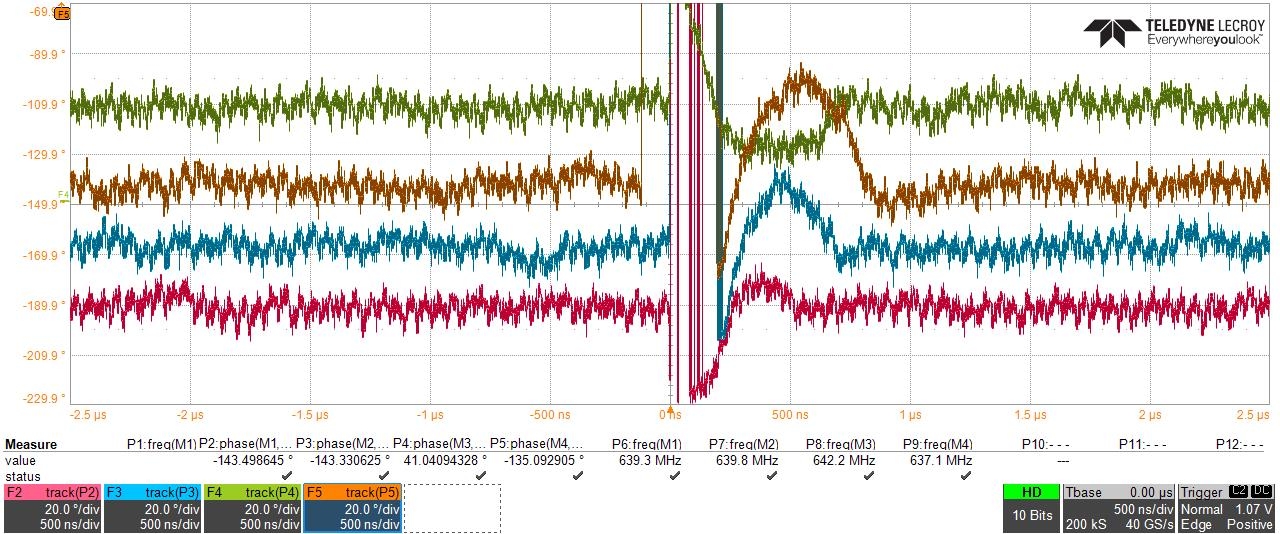 -69.9 °
F5
TELEDYNE LECROY
Everywhereyoulook™
-89.9 °
-109.9 °
-129.9 °
F4
-149.9 °
-169.9 °
-189.9 °
-209.9 °
-229.9 °
-2.5 µs -2 µs -1.5 µs -1 µs -500 ns 0 ns 500 ns 1 µs 1.5 µs 2 µs 2.5 µs
Measure P1:freq(M1) P2:phase(M1,... P3:phase(M2,... P4:phase(M3,... P5:phase(M4,... P6:freq(M1) P7:freq(M2) P8:freq(M3) P9:freq(M4) P10:- - - P11:- - - P12:- - -
value -143.498645 ° -143.330625 ° 41.04094328 ° -135.092905 ° 639.3 MHz 639.8 MHz 642.2 MHz 637.1 MHz ---
status
F2 track(P2) F3 track(P3) F4 track(P4) F5 track(P5) HD Tbase 0.00 µs Trigger C2 DC
20.0 °/div 20.0 °/div 20.0 °/div 20.0 °/div 10 Bits 500 ns/div Normal 1.07 V
500 ns/div 500 ns/div 500 ns/div 500 ns/div 200 kS 40 GS/s Edge Positive